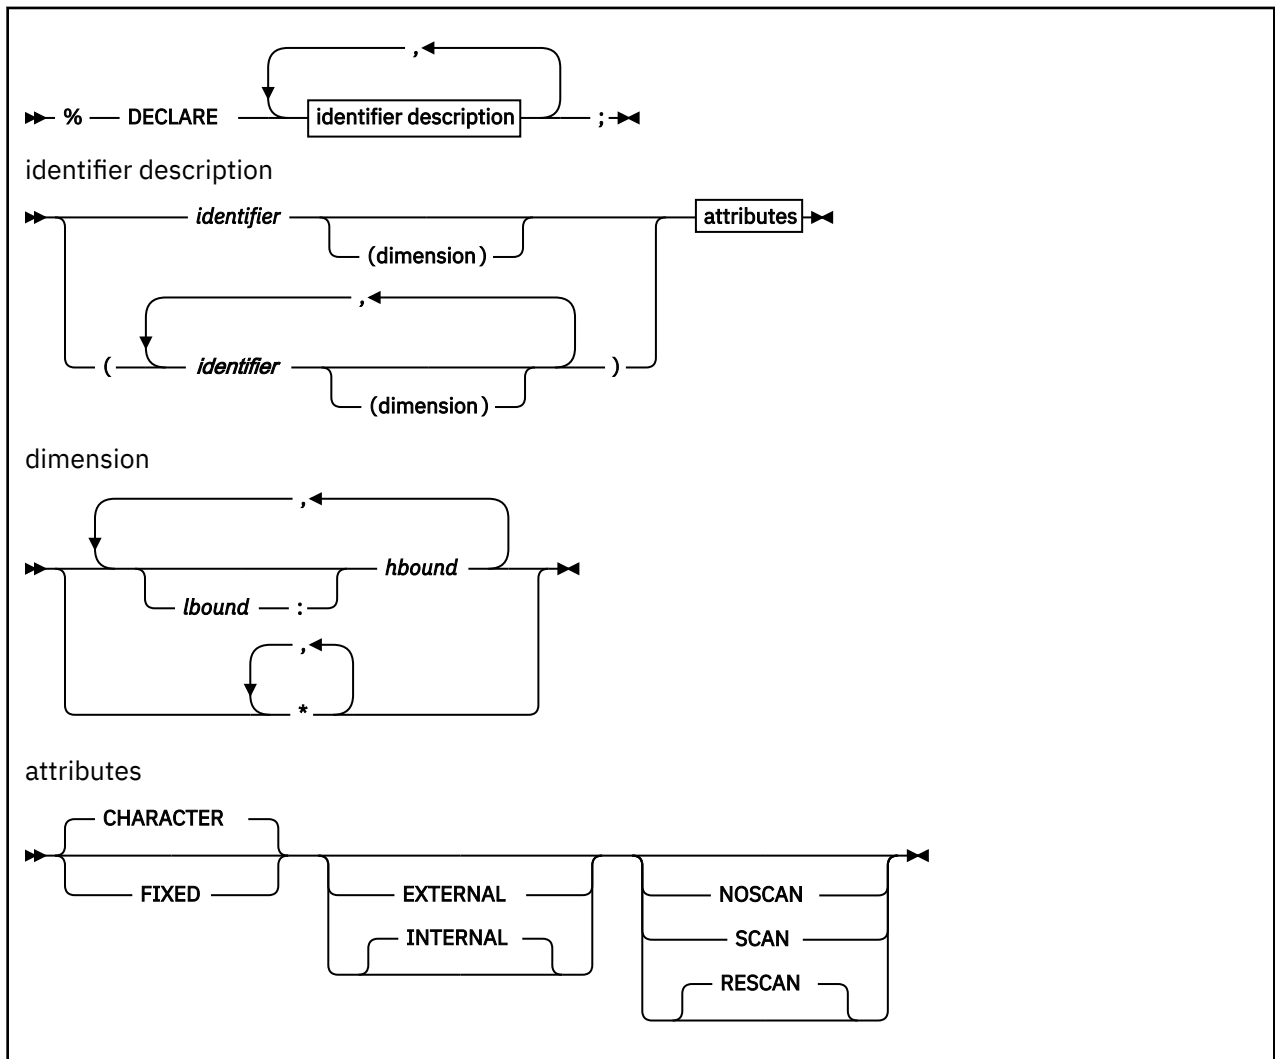 ,
% DECLARE identifier description ;
identifier description
identifier attributes
(dimension)
,
( identifier )
(dimension)
dimension
,
hbound
lbound :
,
*
attributes
CHARACTER
FIXED EXTERNAL NOSCAN
INTERNAL SCAN
RESCAN